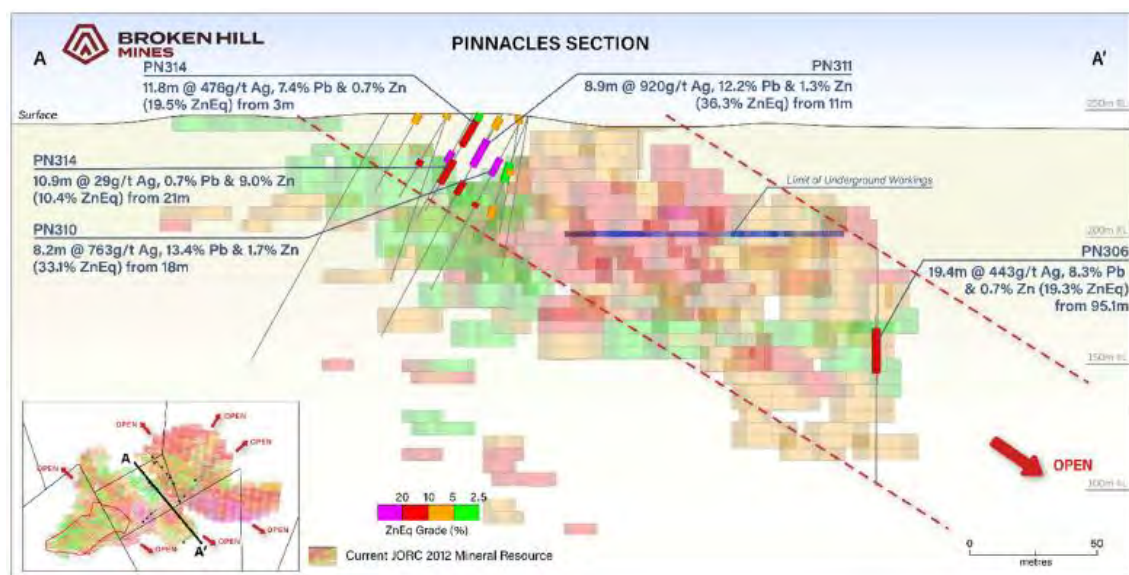 BROKEN HILL
MINES
PINNACLES SECTION
A
A'
PN314
11.8m @ 476g/t Ag, 7.4% Pb & 0.7% Zn
(19.5% ZnEq) from 3m
PN311
8.9m @ 920g/t Ag, 12.2% Pb & 1.3% Zn
(36.3% ZnEq) from 11m
250m RL
Surface
PN314
10.9m @ 29g/t Ag, 0.7% Pb & 9.0% Zn
(10.4% ZnEq) from 21m
Limit of Underground Workings
PN310
8.2m @ 763g/t Ag, 13.4% Pb & 1.7% Zn
(33.1% ZnEq) from 18m
200m RL
PN306
19.4m @ 443g/t Ag, 8.3% Pb
& 0.7% Zn (19.3% ZnEq)
from 95.1m
150m RL
OPEN
100m RL
OPEN
OPEN
OPEN
OPEN
A
A'
OPEN
OPEN
OPEN
20 10 5 2.5
ZnEq Grade (%)
Current JORC 2012 Mineral Resource
0 50
metres